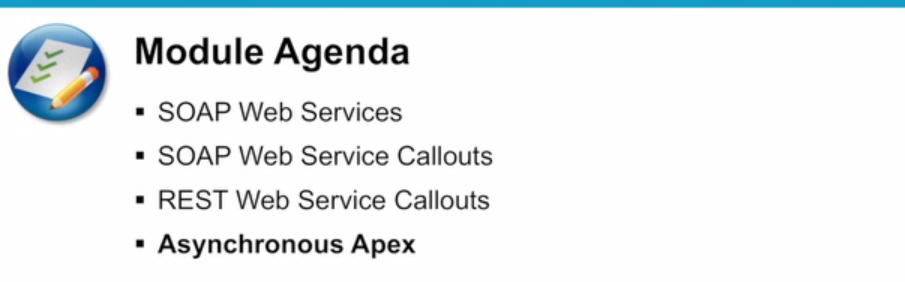 Module Agenda
▪ SOAP Web Services
▪ SOAP Web Service Callouts
▪ REST Web Service Callouts
▪ Asynchronous Apex